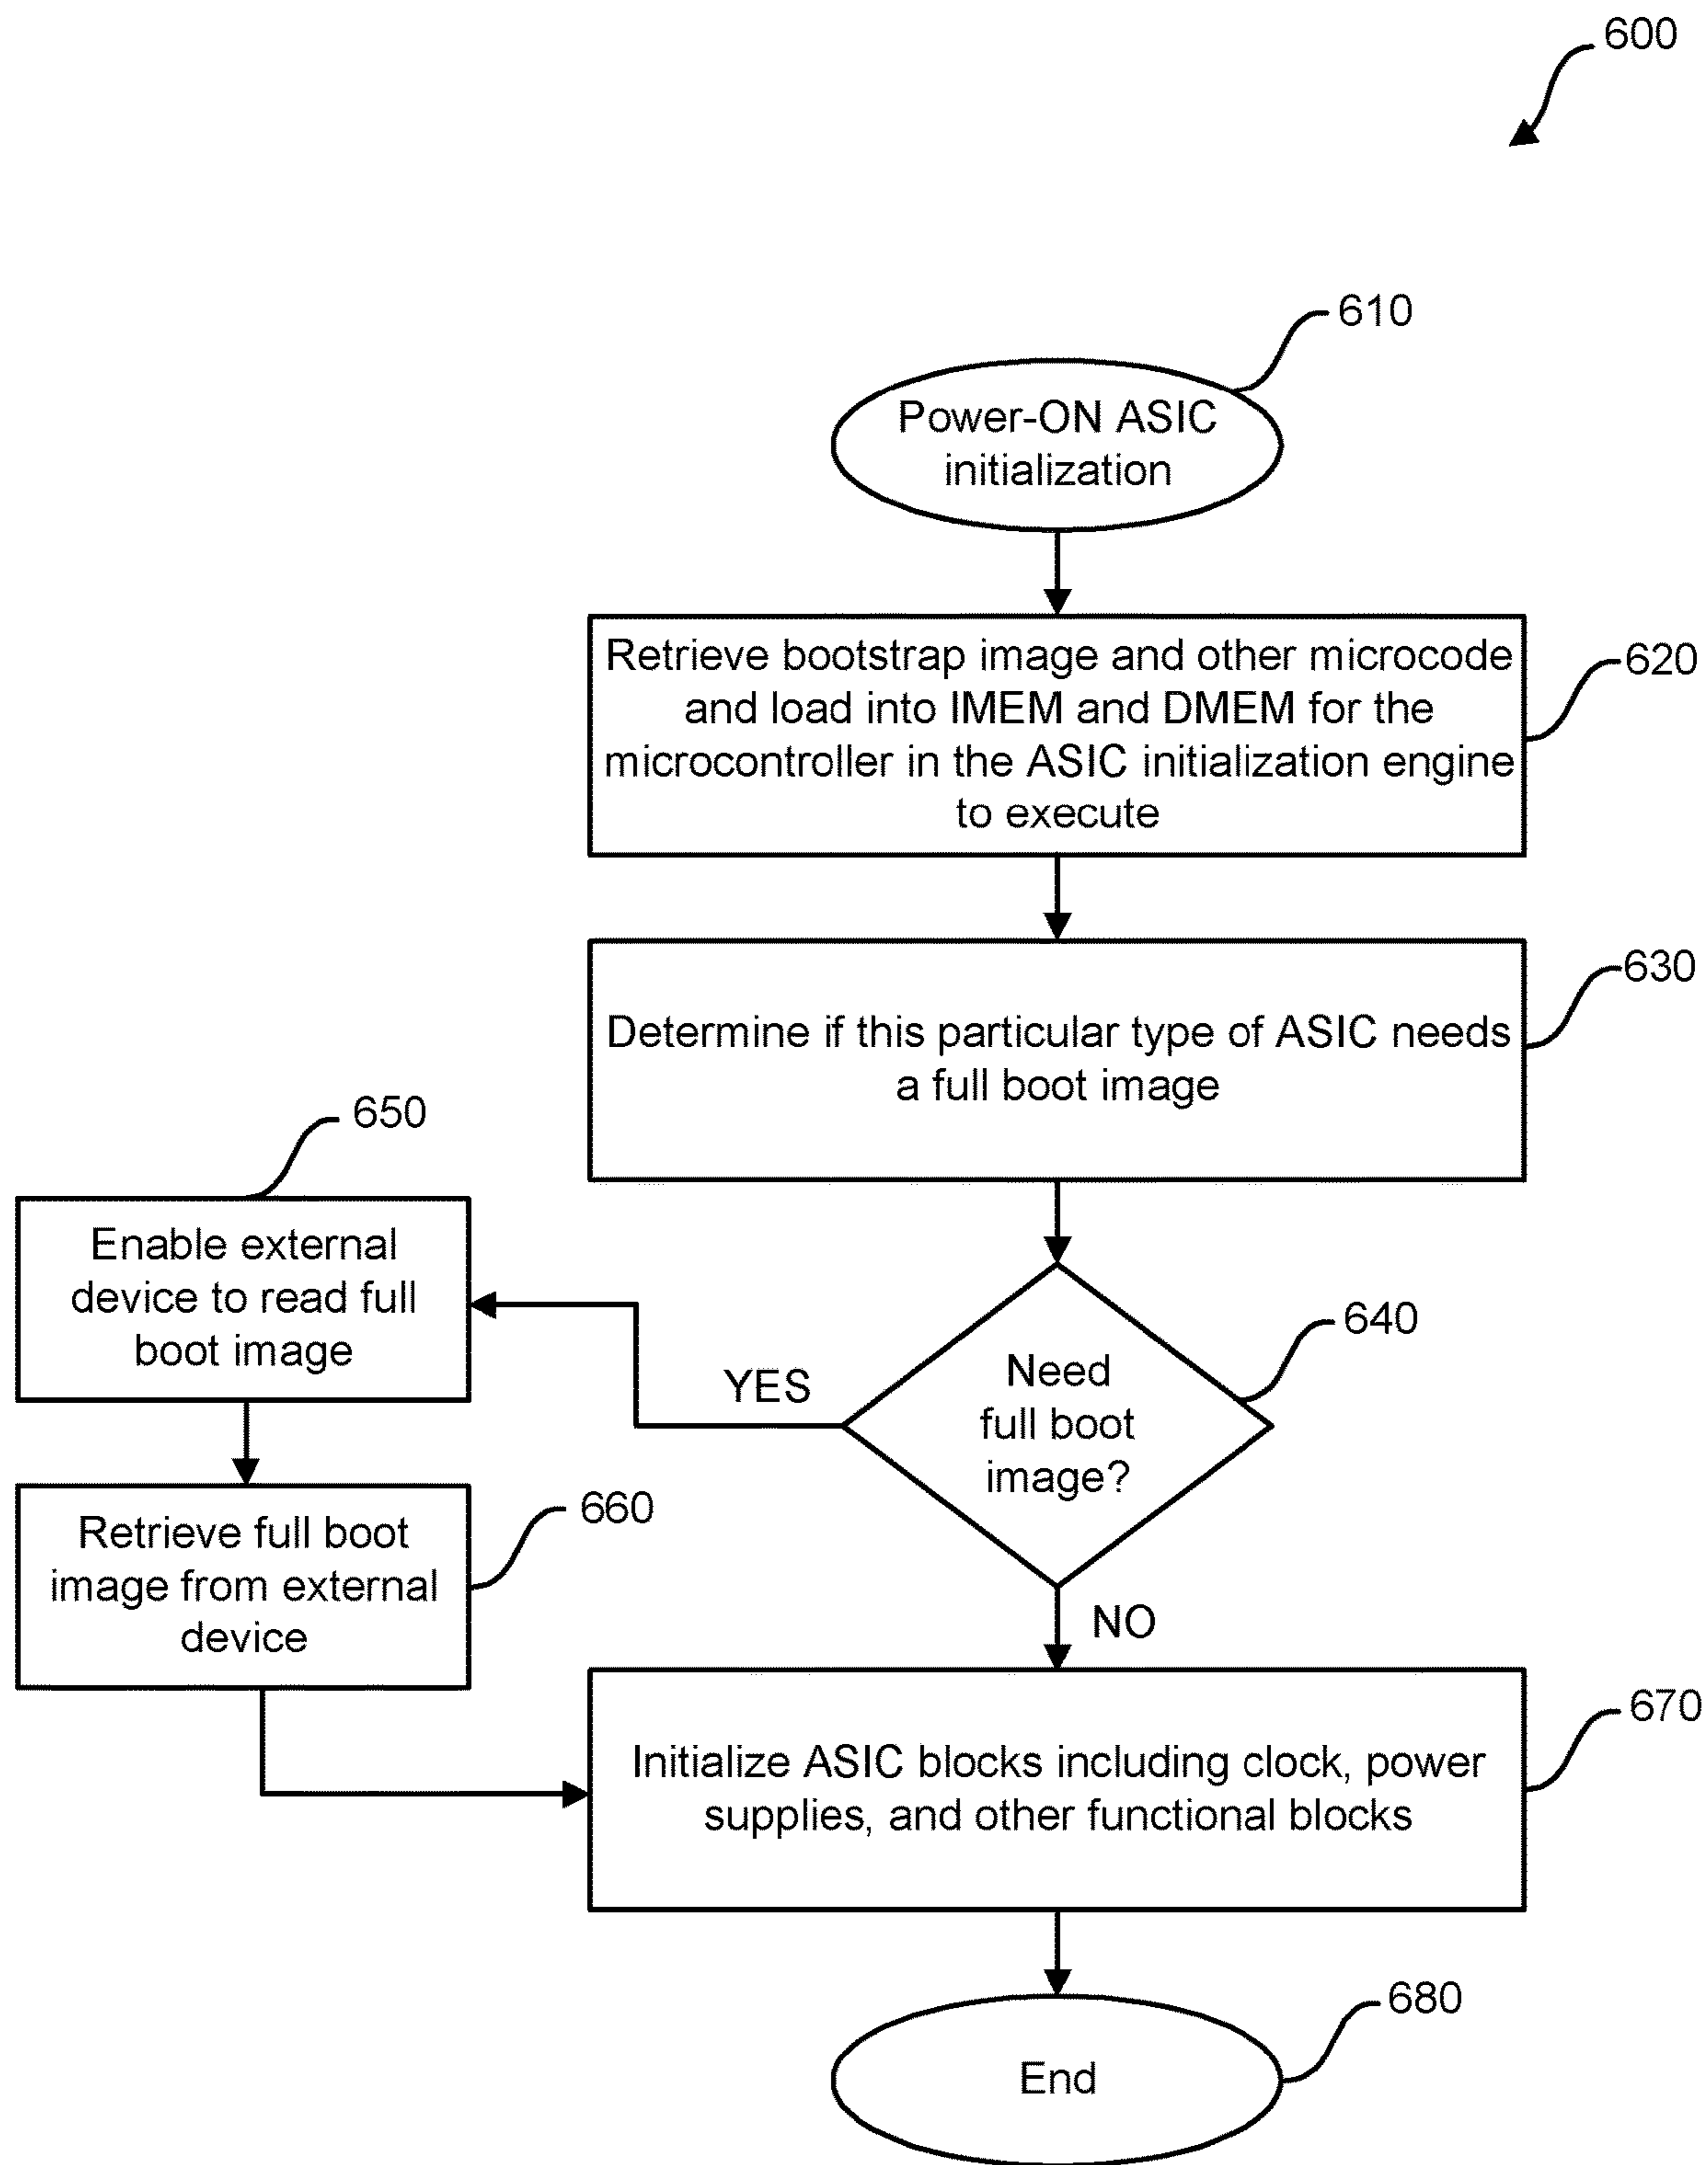 600
610
Power-ON ASIC
initialization
Retrieve bootstrap image and other microcode
and load into IMEM and DMEM for the
microcontroller in the ASIC initialization engine
to execute
620
630
Determine if this particular type of ASIC needs
a full boot image
650
Enable external
device to read full
boot image
640
Need
full boot
image?
YES
660
Retrieve full boot
image from external
device
NO
670
Initialize ASIC blocks including clock, power
supplies, and other functional blocks
680
End